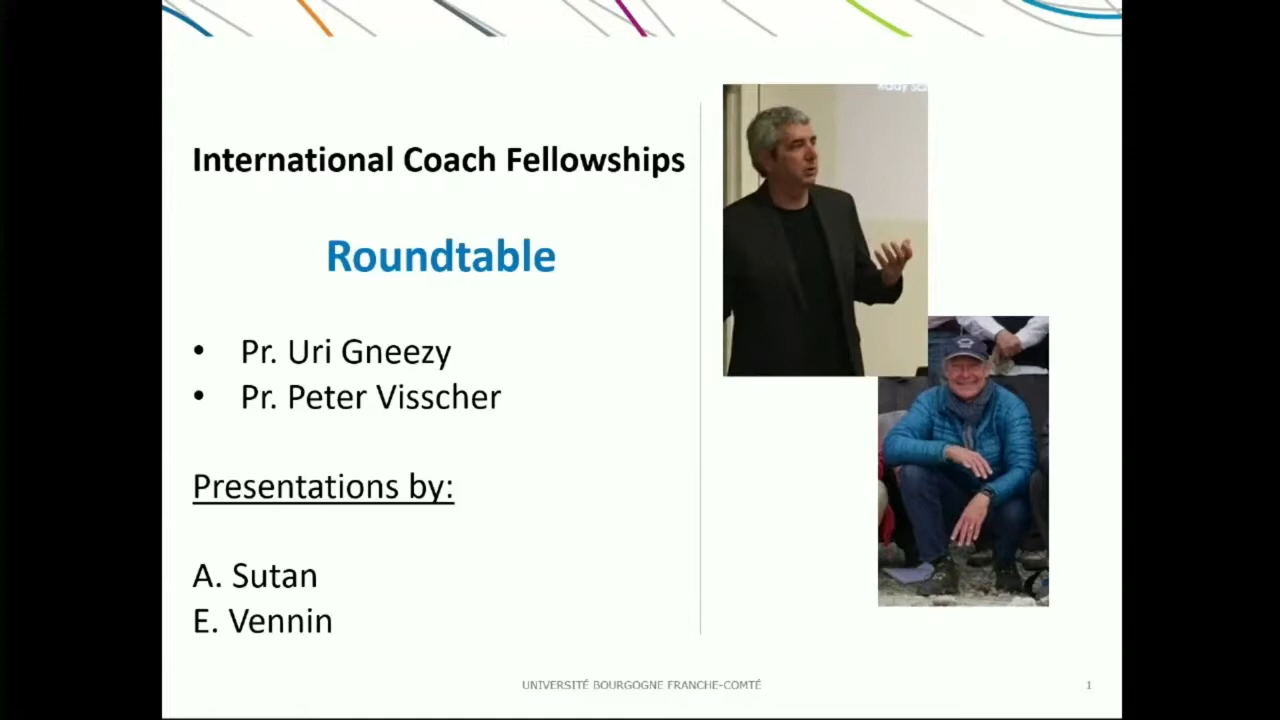 International Coach Fellowships
Roundtable
• Pr. Uri Gneezy
• Pr. Peter Visscher
Presentations by:
A. Sutan
E. Vennin
UNIVERSITÉ BOURGOGNE FRANCHE-COMTÉ
1